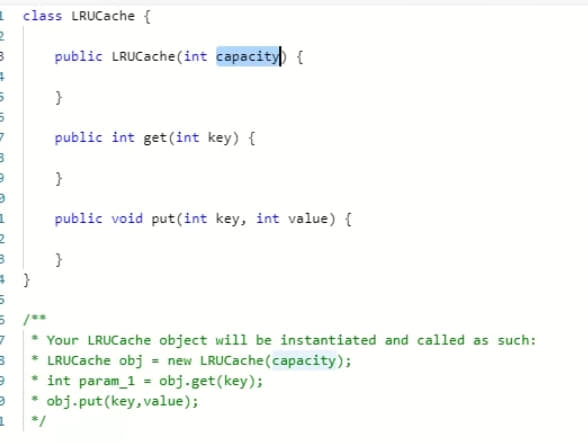 1 class LRUCache {
2
3     public LRUCache(int capacity) {
4
5     }
6
7     public int get(int key) {
8
9     }
0
1     public void put(int key, int value) {
2
3     }
4 }
5
6 /**
7  * Your LRUCache object will be instantiated and called as such:
8  * LRUCache obj = new LRUCache(capacity);
9  * int param_1 = obj.get(key);
0  * obj.put(key,value);
1  */